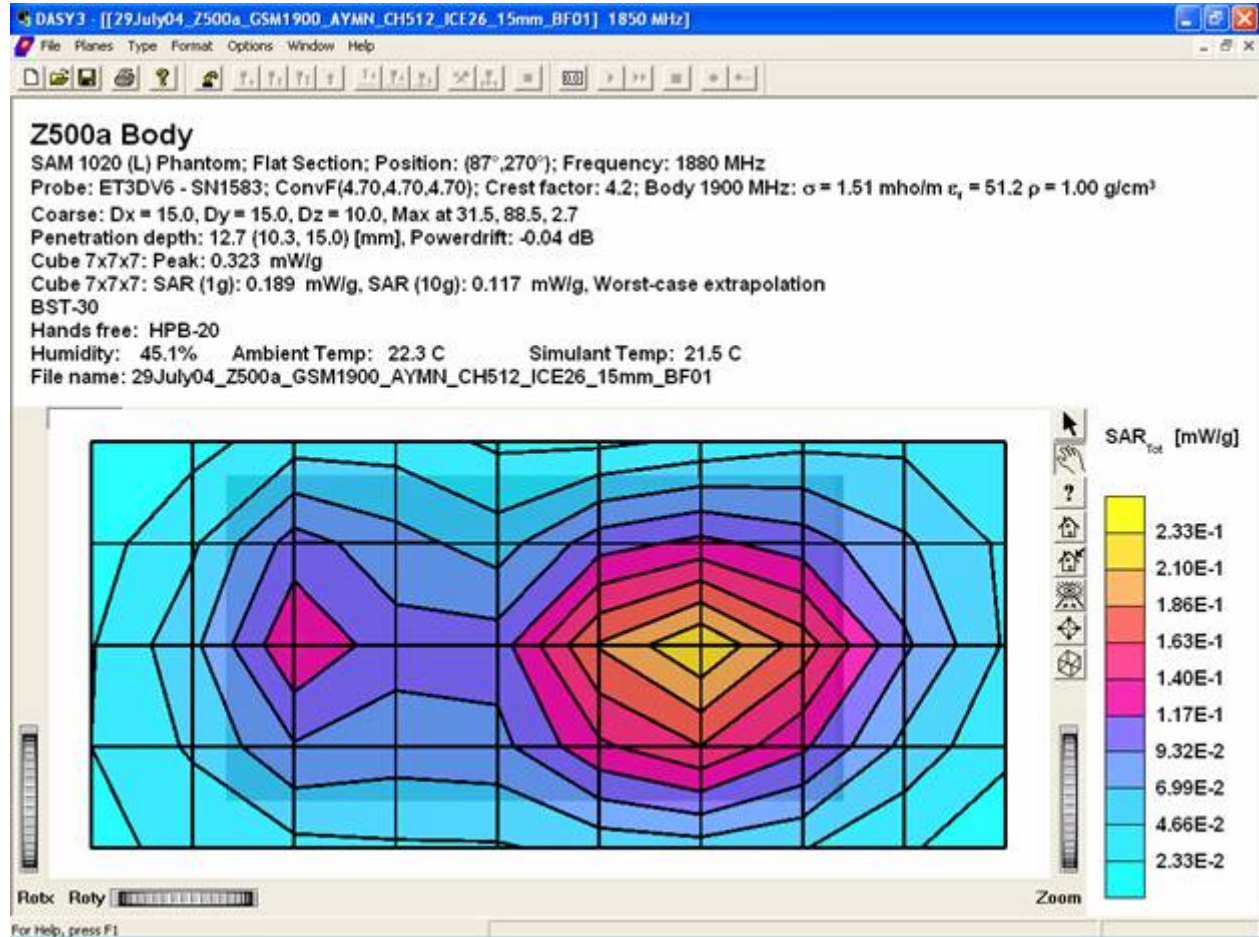 DASY3 - [[29July04_Z500a_GSM1900_AYMN_CH512_ICE26_15mm_BF01] 1850 MHz]
File Planes Type Format Options Window Help
Z500a Body
SAM 1020 (L) Phantom; Flat Section; Position: (87°,270°); Frequency: 1880 MHz
Probe: ET3DV6 - SN1583; ConvF(4.70,4.70,4.70); Crest factor: 4.2; Body 1900 MHz: σ = 1.51 mho/m εr = 51.2 ρ = 1.00 g/cm³
Coarse: Dx = 15.0, Dy = 15.0, Dz = 10.0, Max at 31.5, 88.5, 2.7
Penetration depth: 12.7 (10.3, 15.0) [mm], Powerdrift: -0.04 dB
Cube 7x7x7: Peak: 0.323 mW/g
Cube 7x7x7: SAR (1g): 0.189 mW/g, SAR (10g): 0.117 mW/g, Worst-case extrapolation
BST-30
Hands free: HPB-20
Humidity: 45.1% Ambient Temp: 22.3 C Simulant Temp: 21.5 C
File name: 29July04_Z500a_GSM1900_AYMN_CH512_ICE26_15mm_BF01
SAR Tot [mW/g]
2.33E-1
2.10E-1
1.86E-1
1.63E-1
1.40E-1
1.17E-1
9.32E-2
6.99E-2
4.66E-2
2.33E-2
Rotx Roty Zoom
For Help, press F1